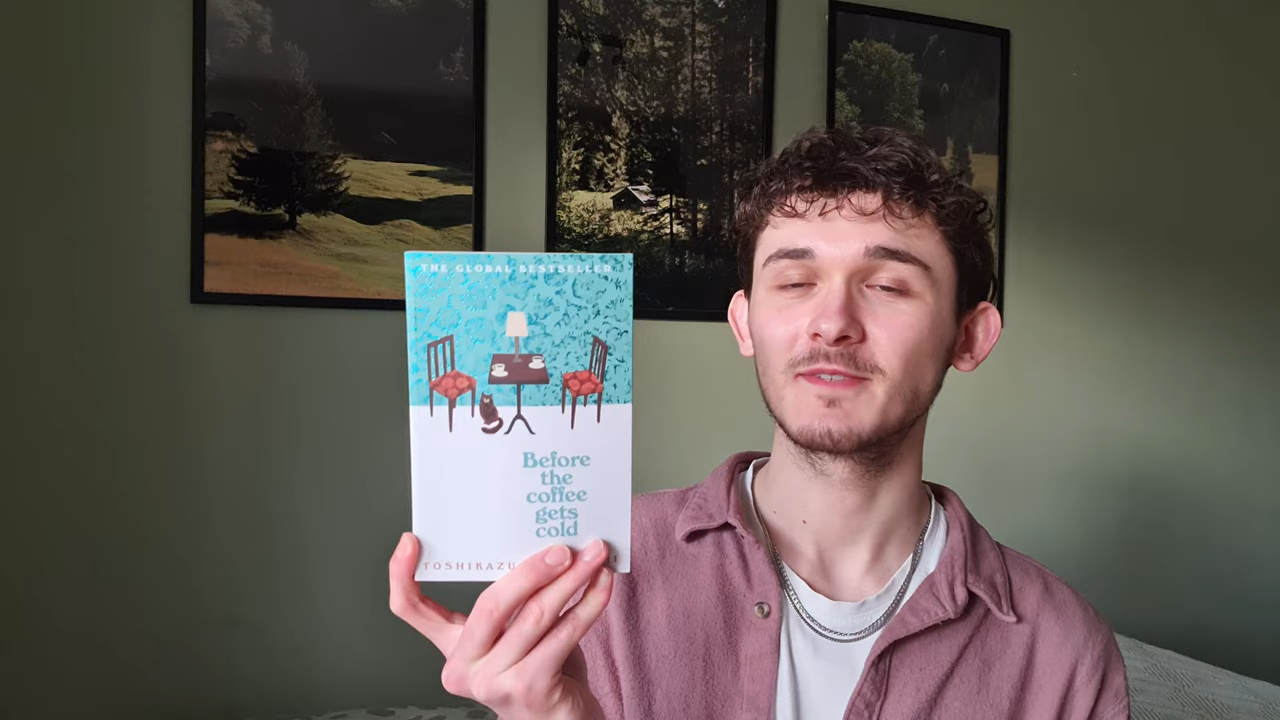 THE GLOBAL BESTSELLER
Before
the
coffee
gets
cold
TOSHIKAZU